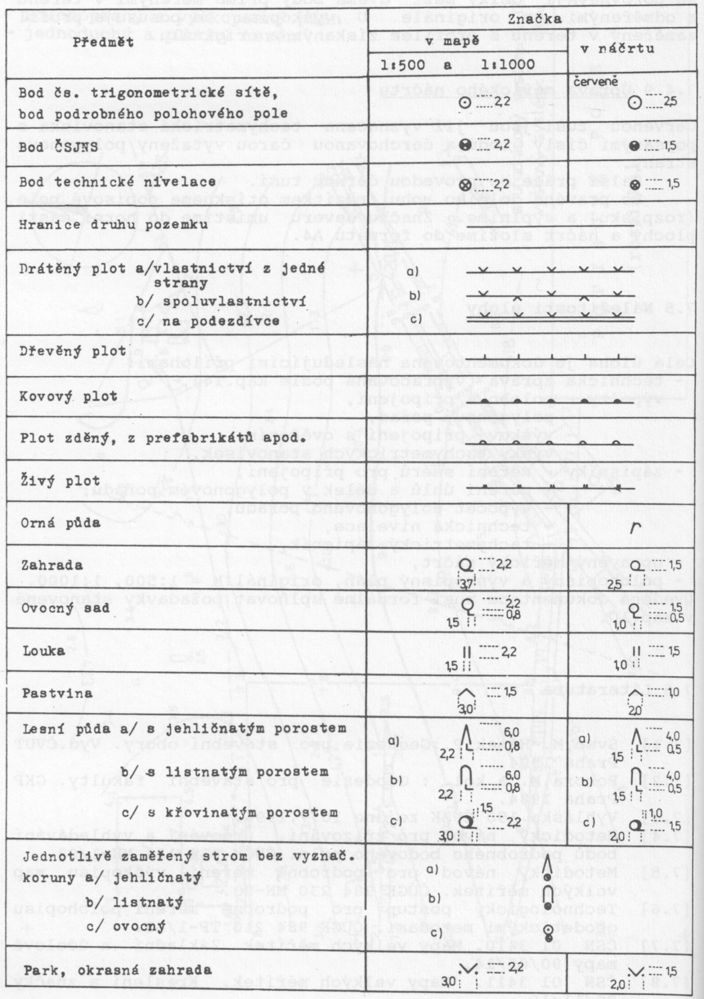 Předmět
Značka
v mapě
v náčrtu
1:500 a 1:1000
Bod čs. trigonometrické sítě,
bod podrobného polohového pole
2,2
červeně
2,5
Bod ČSJNS
2,2
1,5
Bod technické nivelace
2,2
1,5
Hranice druhu pozemku
Drátěný plot a/vlastnictví z jedné
strany
a)
b/ spoluvlastnictví
b)
c/ na podezdívce
c)
Dřevěný plot
Kovový plot
Plot zděný, z prefabrikátů apod.
Živý plot
Orná půda
r
Zahrada
2,2
3,7
1,5
2,5
Ovocný sad
2,2
0,8
1,5
1,5
0,5
1,0
Louka
2,2
1,5
1,5
1,0
Pastvina
1,5
3,0
1,0
2,0
Lesní půda a/ s jehličnatým porostem
a)
6,0
0,8
2,2
a)
4,0
0,5
1,5
b/ s listnatým porostem
b)
6,0
0,8
2,2
b)
4,0
0,5
1,5
c/ s křovinatým porostem
c)
1,5
2,2
3,0
c)
1,0
1,5
2,0
Jednotlivě zaměřený strom bez vyznač.
koruny a/ jehličnatý
a)
b/ listnatý
b)
c/ ovocný
c)
Park, okrasná zahrada
2,2
3,0
1,5
2,0